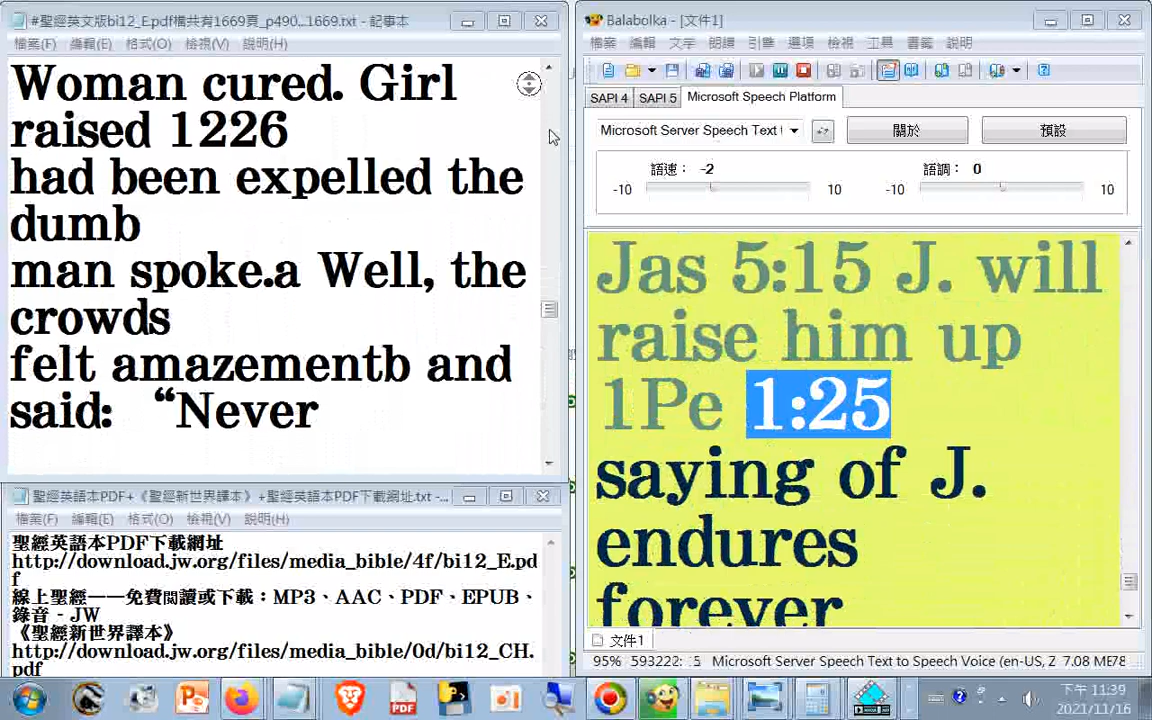 #聖經英文版bi12_E.pdf檔共有1669頁_p490,..1669.txt - 記事本
檔案(F) 編輯(E) 格式(O) 檢視(V) 說明(H)
Woman cured. Girl
raised 1226
had been expelled the
dumb
man spoke.a Well, the
crowds
felt amazementb and
said: “Never
聖經英語本PDF+《聖經新世界譯本》+聖經英語本PDF下載網址.txt -...
檔案(F) 編輯(E) 格式(O) 檢視(V) 說明(H)
聖經英語本PDF下載網址
http://download.jw.org/files/media_bible/4f/bi12_E.pd
f
線上聖經——免費閱讀或下載：MP3、AAC、PDF、EPUB、
錄音 - JW
《聖經新世界譯本》
http://download.jw.org/files/media_bible/0d/bi12_CH.
pdf
Balabolka - [文件1]
檔案 編輯 文字 朗讀 引擎 選項 檢視 工具 書籤 說明
SAPI 4 SAPI 5 Microsoft Speech Platform
Microsoft Server Speech Text
關於 預設
語速： -2 語調： 0
-10 10 -10 10
Jas 5:15 J. will
raise him up
1Pe 1:25
saying of J.
endures
forever
文件1
95% Microsoft Server Speech Text to Speech Voice (en-US, Z
下午 11:39
2021/11/16